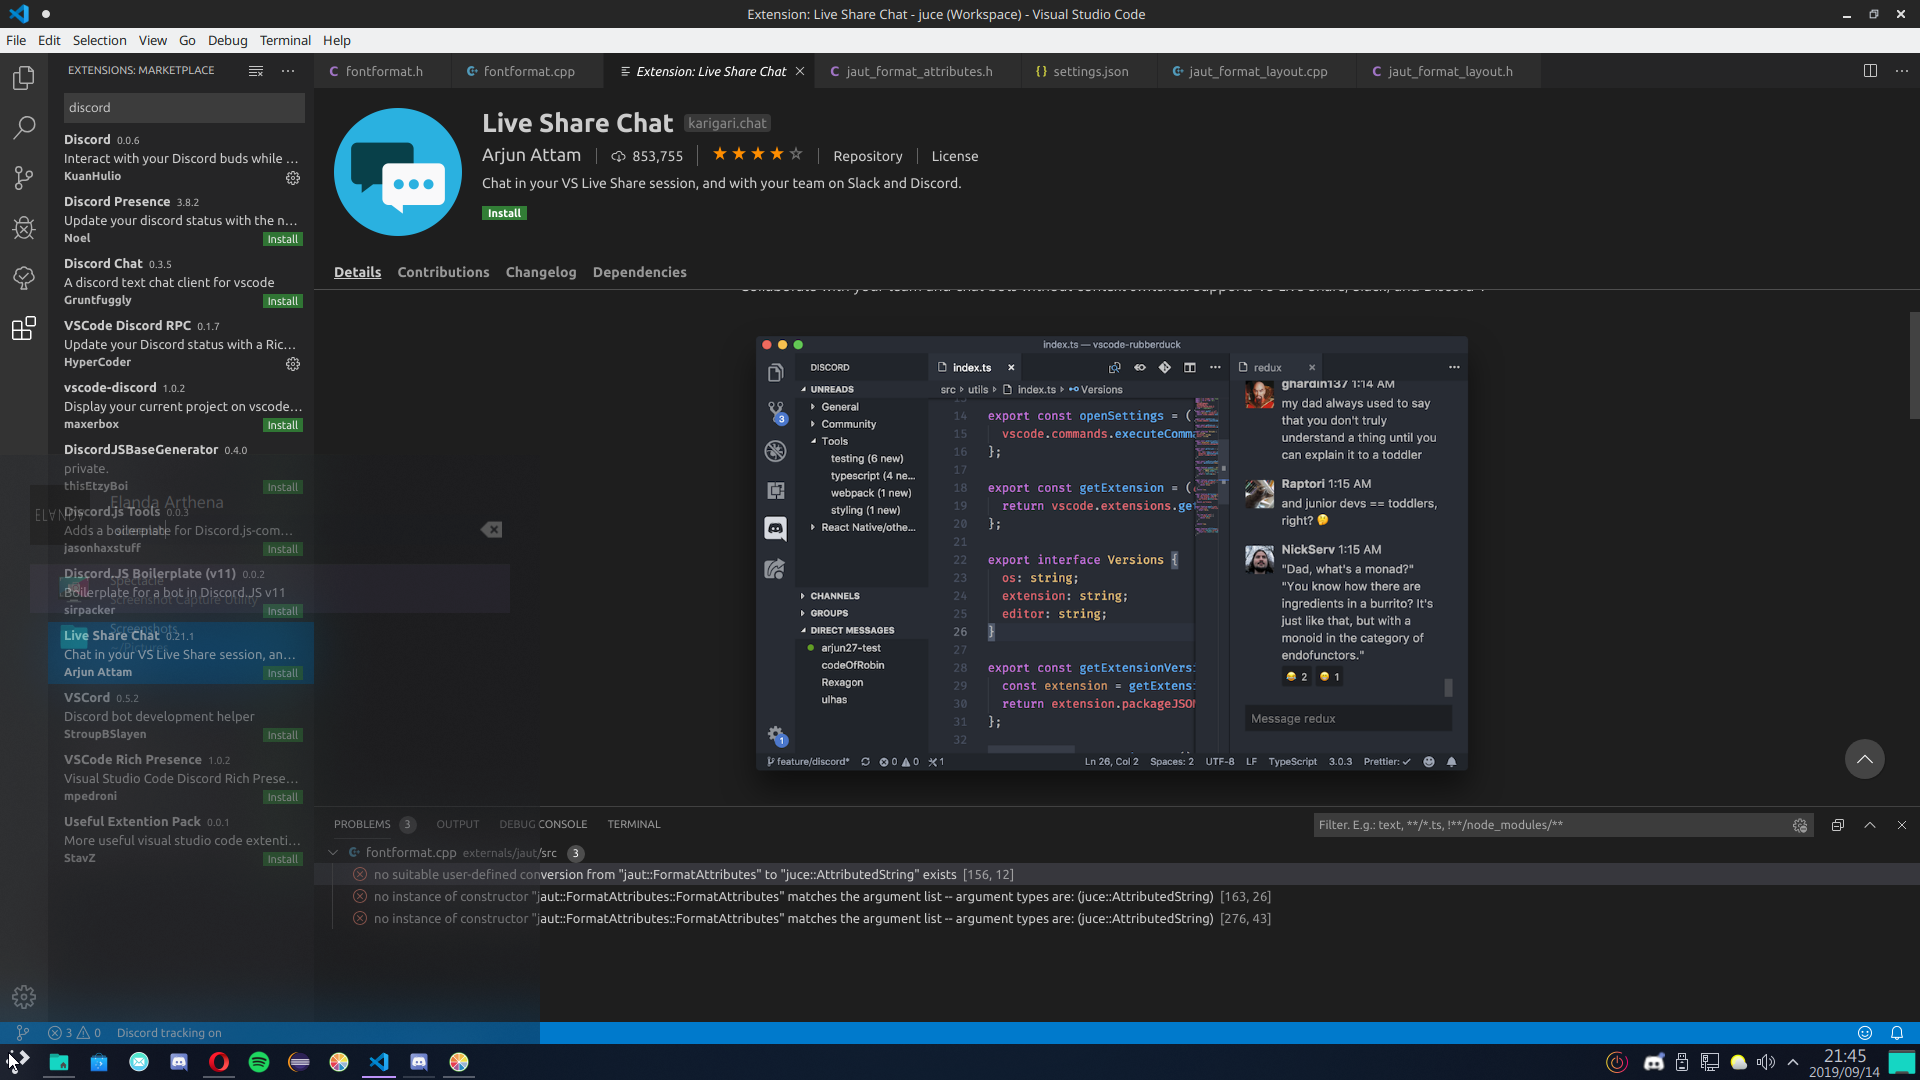 Extension: Live Share Chat - juce (Workspace) - Visual Studio Code
File Edit Selection View Go Debug Terminal Help
EXTENSIONS: MARKETPLACE
discord
Discord 0.0.6
Interact with your Discord buds while ...
KuanHulio
Discord Presence 3.8.2
Update your discord status with the n...
Noel Install
Discord Chat 0.3.5
A discord text chat client for vscode
Gruntfuggly Install
VSCode Discord RPC 0.1.7
Update your Discord status with a Ric...
HyperCoder
vscode-discord 1.0.2
Display your current project on vscode...
maxerbox Install
DiscordJSBaseGenerator 0.4.0
private.
thisEtzyBoi Install
Elanda Arthena
ELANDA
Discord.js Tools 0.0.3
Adds a boilerplate for Discord.js-com...
jasonhaxstuff Install
Discord.JS Boilerplate (v11) 0.0.2
Spectacle
Boilerplate for a bot in Discord.JS v11
Screenshot Capture Utility
sirpacker Install
Screenshots
Live Share Chat 0.21.1
~/Pictures
Chat in your VS Live Share session, an...
Arjun Attam Install
VSCord 0.5.2
Discord bot development helper
StroupBSlayen Install
VSCode Rich Presence 1.0.2
Visual Studio Code Discord Rich Prese...
mpedroni Install
Useful Extention Pack 0.0.1
More useful visual studio code extenti...
StavZ Install
fontformat.h fontformat.cpp Extension: Live Share Chat jaut_format_attributes.h settings.json jaut_format_layout.cpp jaut_format_layout.h
Live Share Chat karigari.chat
Arjun Attam 853,755 Repository License
Chat in your VS Live Share session, and with your team on Slack and Discord.
Install
Details Contributions Changelog Dependencies
index.ts — vscode-rubberduck
DISCORD
UNREADS
General
Community
Tools
testing (6 new)
typescript (4 ne...
webpack (1 new)
styling (1 new)
React Native/othe...
CHANNELS
GROUPS
DIRECT MESSAGES
arjun27-test
codeOfRobin
Rexagon
ulhas
3
1
index.ts
src › utils › index.ts › Versions
14 export const openSettings = (
15 vscode.commands.executeComma
16 };
17
18 export const getExtension = (
19 return vscode.extensions.get
20 };
21
22 export interface Versions {
23 os: string;
24 extension: string;
25 editor: string;
26 }
27
28 export const getExtensionVersi
29 const extension = getExtens
30 return extension.packageJSON
31 };
32
redux
ghardin137 1:14 AM
my dad always used to say
that you don't truly
understand a thing until you
can explain it to a toddler
Raptori 1:15 AM
and junior devs == toddlers,
right? 🤔
NickServ 1:15 AM
"Dad, what's a monad?"
"You know how there are
ingredients in a burrito? It's
just like that, but with a
monoid in the category of
endofunctors."
2 1
Message redux
feature/discord* 0 0 1 Ln 26, Col 2 Spaces: 2 UTF-8 LF TypeScript 3.0.3 Prettier: ✓
PROBLEMS 3 OUTPUT DEBUG CONSOLE TERMINAL
Filter. E.g.: text, **/*.ts, !**/node_modules/**
fontformat.cpp externals/jaut/src 3
no suitable user-defined conversion from "jaut::FormatAttributes" to "juce::AttributedString" exists [156, 12]
no instance of constructor "jaut::FormatAttributes::FormatAttributes" matches the argument list -- argument types are: (juce::AttributedString) [163, 26]
no instance of constructor "jaut::FormatAttributes::FormatAttributes" matches the argument list -- argument types are: (juce::AttributedString) [276, 43]
3 0 Discord tracking on
21:45
2019/09/14